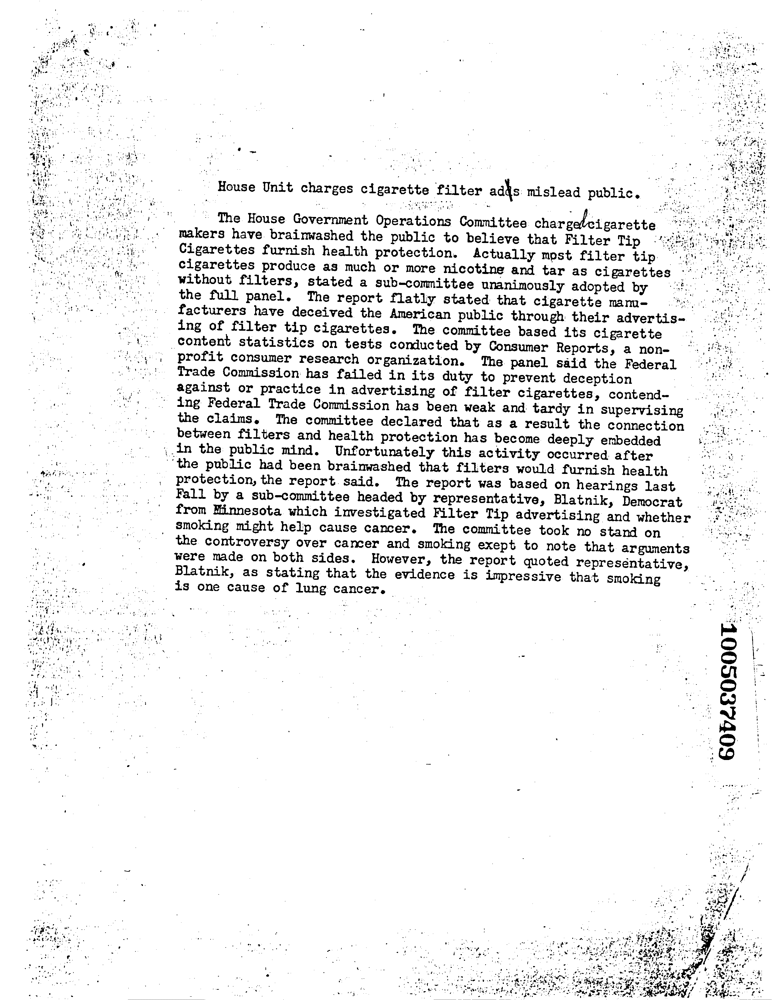 House Unit charges cigarette filter adds mislead public.
The House Government Operations Committee charged cigarette
makers have brainwashed the public to believe that Filter Tip
Cigarettes furnish health protection. Actually most filter tip
cigarettes produce as much or more nicotine and tar as cigarettes
without filters, stated a sub-committee unanimously adopted by
the full panel. The report flatly stated that cigarette manu-
facturers have deceived the American public through their advertis-
ing of filter tip cigarettes. The committee based its cigarette
content statistics on tests conducted by Consumer Reports, a non-
profit consumer research organization. The panel said the Federal
Trade Commission has failed in its duty to prevent deception
against or practice in advertising of filter cigarettes, contend-
ing Federal Trade Commission has been weak and tardy in supervising
the claims. The committee declared that as a result the connection
between filters and health protection has become deeply embedded
in the public mind. Unfortunately this activity occurred after
the public had been brainwashed that filters would furnish health
protection, the report said. The report was based on hearings last
Fall by a sub-committee headed by representative, Blatnik, Democrat
from Minnesota which investigated Filter Tip advertising and whether
smoking might help cause cancer. The committee took no stand on
the controversy over cancer and smoking exept to note that arguments
were made on both sides. However, the report quoted representative,
Blatnik, as stating that the evidence is impressive that smoking
is one cause of lung cancer.
1005037409